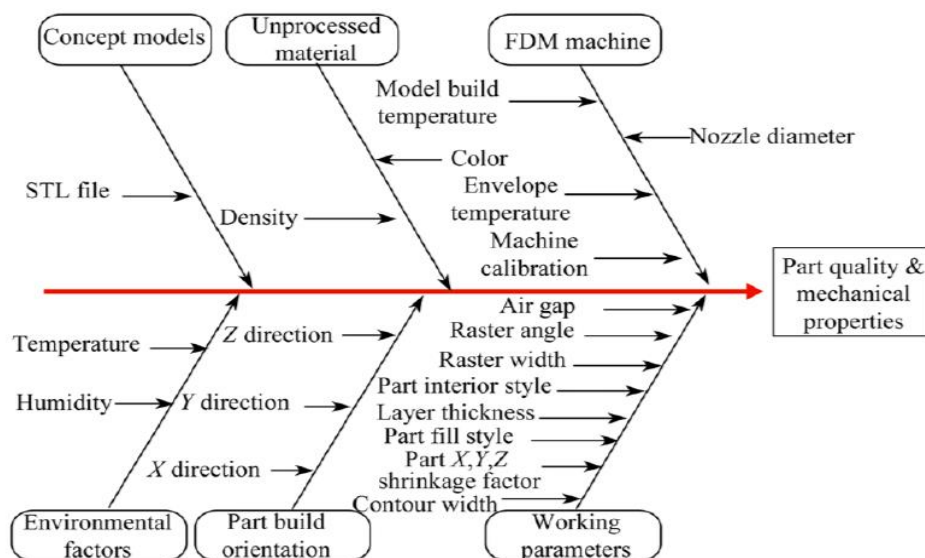 Concept models
Unprocessed
material
FDM machine
Model build
temperature
Nozzle diameter
Color
STL file
Envelope
temperature
Density
Machine
calibration
Part quality &
mechanical
properties
Air gap
Z direction
Raster angle
Temperature
Raster width
Part interior style
Humidity
Y direction
Layer thickness
Part fill style
Part X,Y,Z
shrinkage factor
X direction
Contour width
Environmental
factors
Part build
orientation
Working
parameters